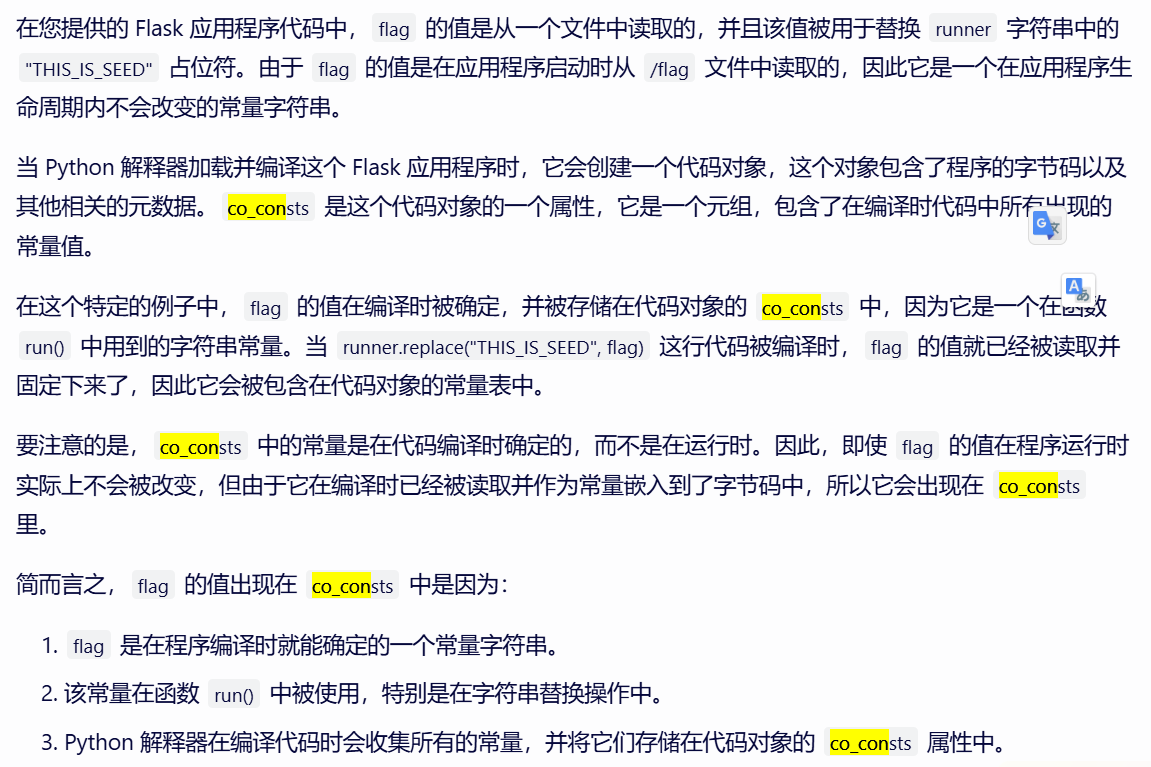 在您提供的 Flask 应用程序代码中， flag 的值是从一个文件中读取的，并且该值被用于替换 runner 字符串中的
"THIS_IS_SEED" 占位符。由于 flag 的值是在应用程序启动时从 /flag 文件中读取的，因此它是一个在应用程序生
命周期内不会改变的常量字符串。
当 Python 解释器加载并编译这个 Flask 应用程序时，它会创建一个代码对象，这个对象包含了程序的字节码以及
其他相关的元数据。 co_consts 是这个代码对象的一个属性，它是一个元组，包含了在编译时代码中所有出现的
常量值。
在这个特定的例子中， flag 的值在编译时被确定，并被存储在代码对象的 co_consts 中，因为它是一个在函数
run() 中用到的字符串常量。当 runner.replace("THIS_IS_SEED", flag) 这行代码被编译时， flag 的值就已经被读取并
固定下来了，因此它会被包含在代码对象的常量表中。
要注意的是， co_consts 中的常量是在代码编译时确定的，而不是在运行时。因此，即使 flag 的值在程序运行时
实际上不会被改变，但由于它在编译时已经被读取并作为常量嵌入到了字节码中，所以它会出现在 co_consts
里。
简而言之， flag 的值出现在 co_consts 中是因为：
1. flag 是在程序编译时就能确定的一个常量字符串。
2. 该常量在函数 run() 中被使用，特别是在字符串替换操作中。
3. Python 解释器在编译代码时会收集所有的常量，并将它们存储在代码对象的 co_consts 属性中。